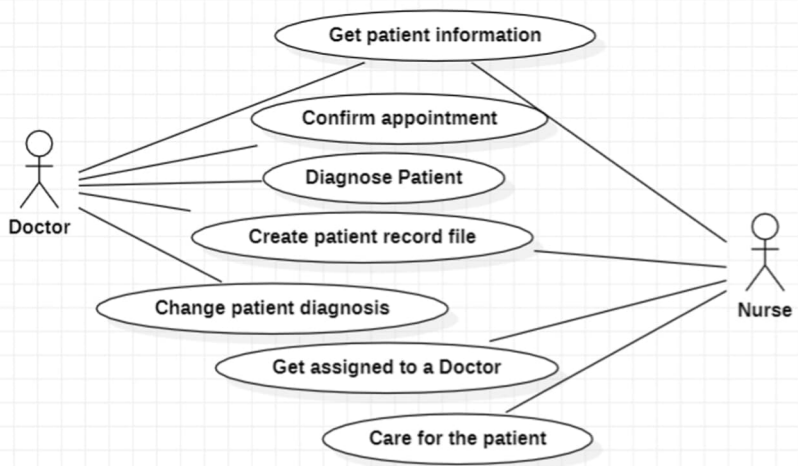 Get patient information
Confirm appointment
Diagnose Patient
Doctor
Create patient record file
Change patient diagnosis
Nurse
Get assigned to a Doctor
Care for the patient